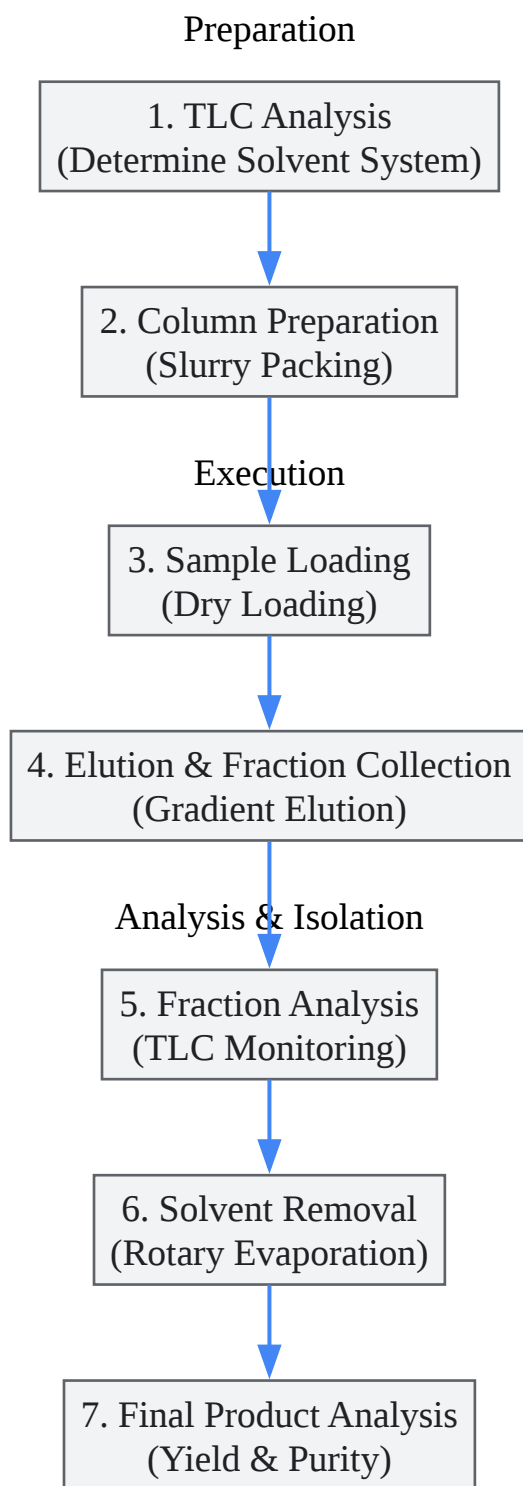 Preparation
1. TLC Analysis
(Determine Solvent System)
2. Column Preparation
(Slurry Packing)
Execution
3. Sample Loading
(Dry Loading)
4. Elution & Fraction Collection
(Gradient Elution)
Analysis & Isolation
5. Fraction Analysis
(TLC Monitoring)
6. Solvent Removal
(Rotary Evaporation)
7. Final Product Analysis
(Yield & Purity)